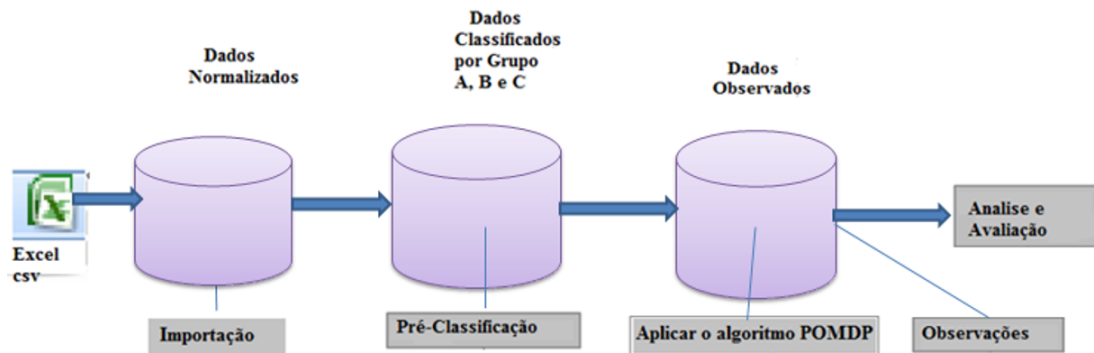 Dados
Normalizados
Dados
Classificados
por Grupo
A, B e C
Dados
Observados
Excel
csv
Analise e
Avaliação
Importação
Pré-Classificação
Aplicar o algoritmo POMDP
Observações